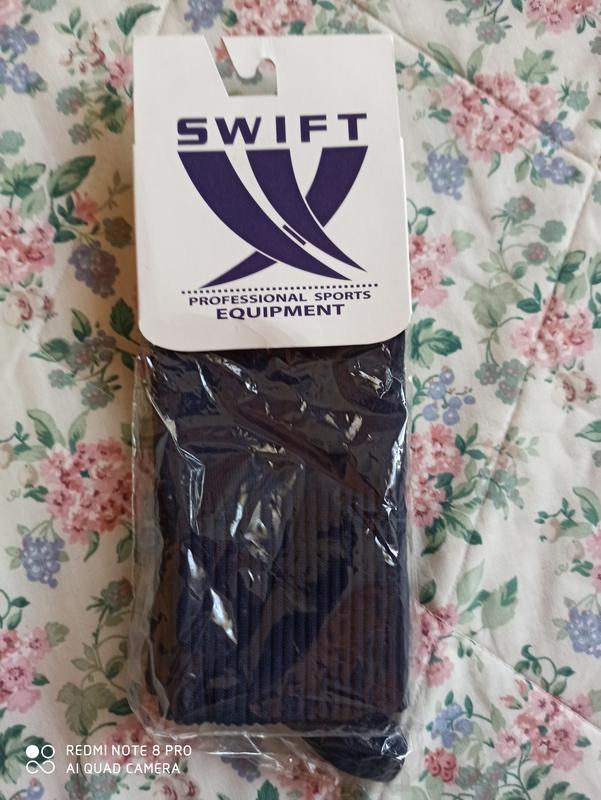 SWIFT
PROFESSIONAL SPORTS
EQUIPMENT
REDMI NOTE 8 PRO
AI QUAD CAMERA